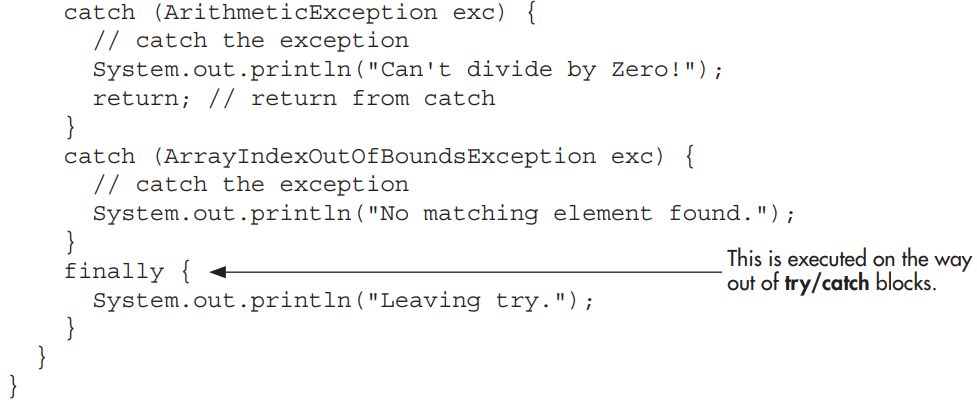 catch (ArithmeticException exc) {
// catch the exception
System.out.println("Can't divide by Zero!");
return; // return from catch
}
catch (ArrayIndexOutOfBoundsException exc) {
// catch the exception
System.out.println("No matching element found.");
}
finally {
This is executed on the way
out of try/catch blocks.
System.out.println("Leaving try.");
}
}
}